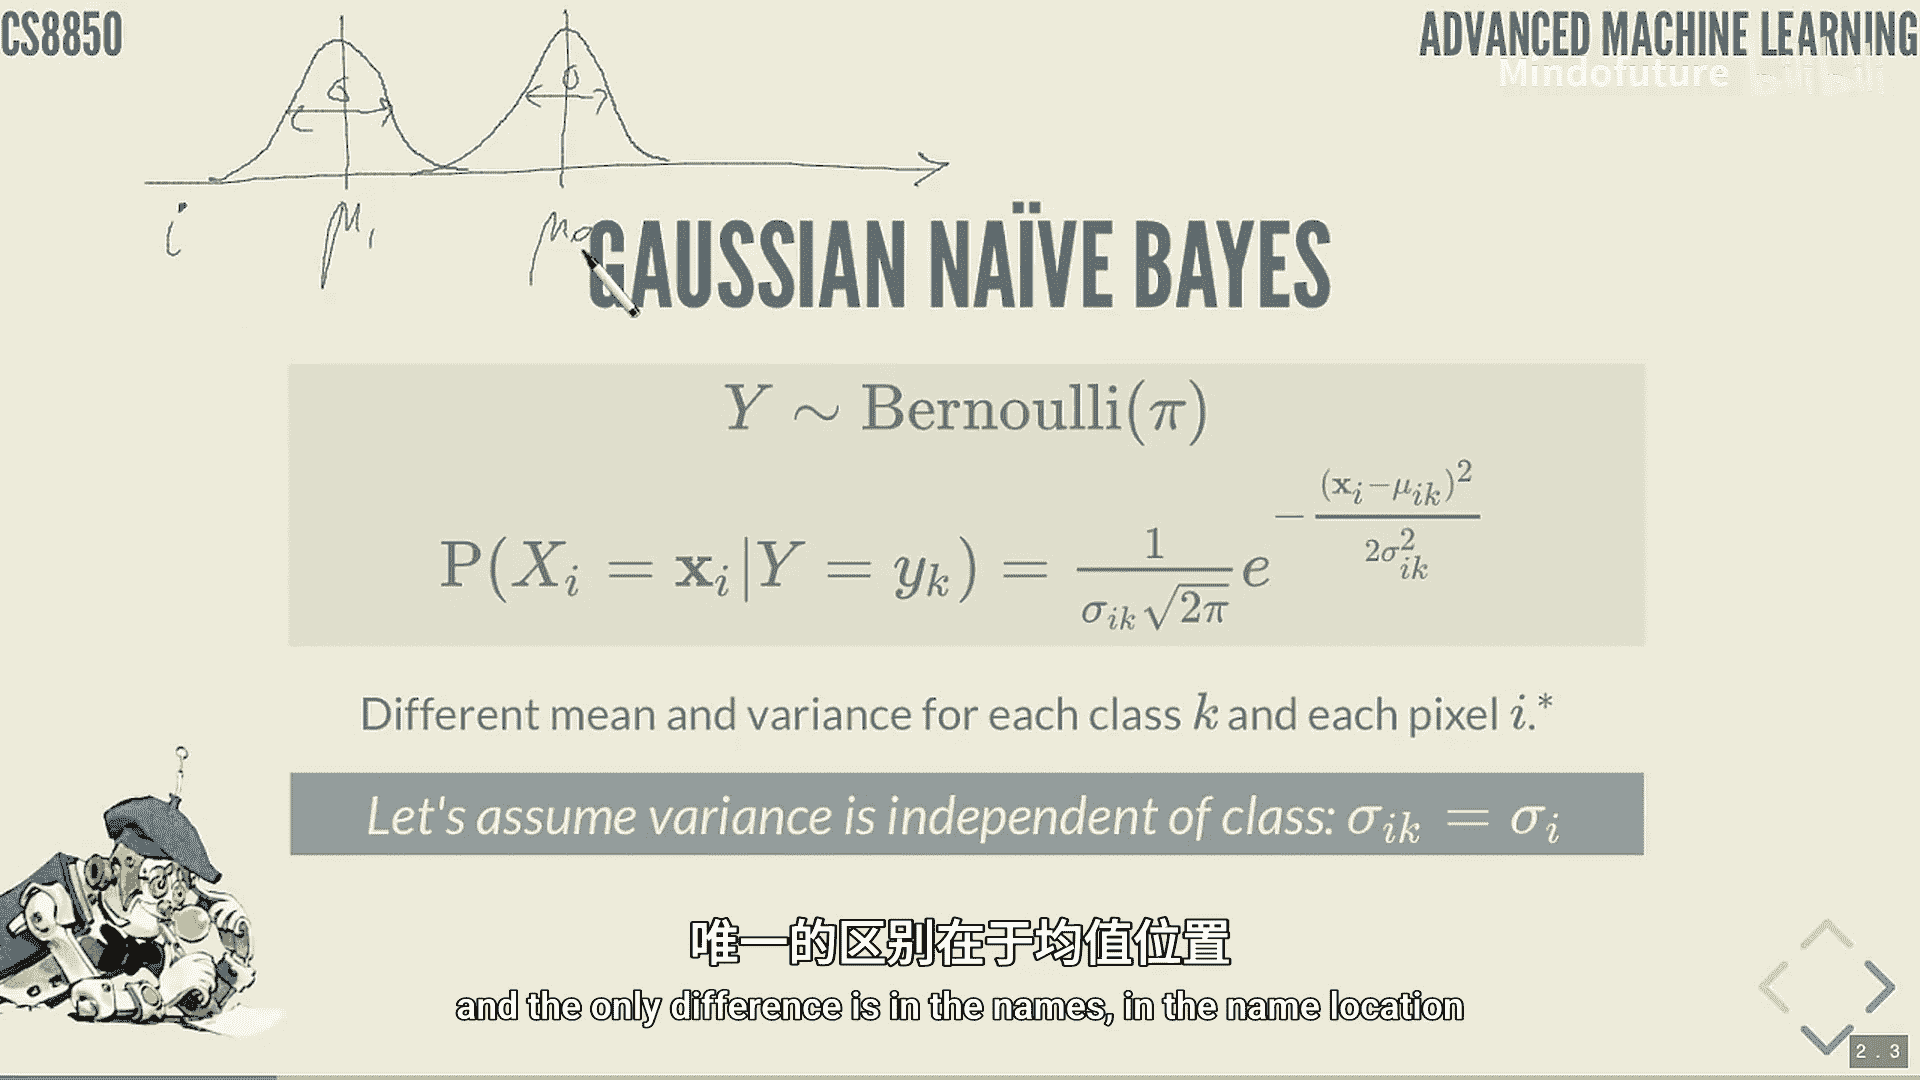 CS8850
ADVANCED MACHINE LEARNING
Mindofuture bilibili
σ σ
i μ₁ μ₀
GAUSSIAN NAÏVE BAYES
Y ∼ Bernoulli(π)
P(Xᵢ = 𝐱ᵢ|Y = yₖ) = 1/(σᵢₖ√2π) e^(−(𝐱ᵢ−μᵢₖ)²/(2σ²ᵢₖ))
Different mean and variance for each class k and each pixel i.*
Let's assume variance is independent of class: σᵢₖ = σᵢ
唯一的区别在于均值位置
and the only difference is in the names, in the name location
2 . 3